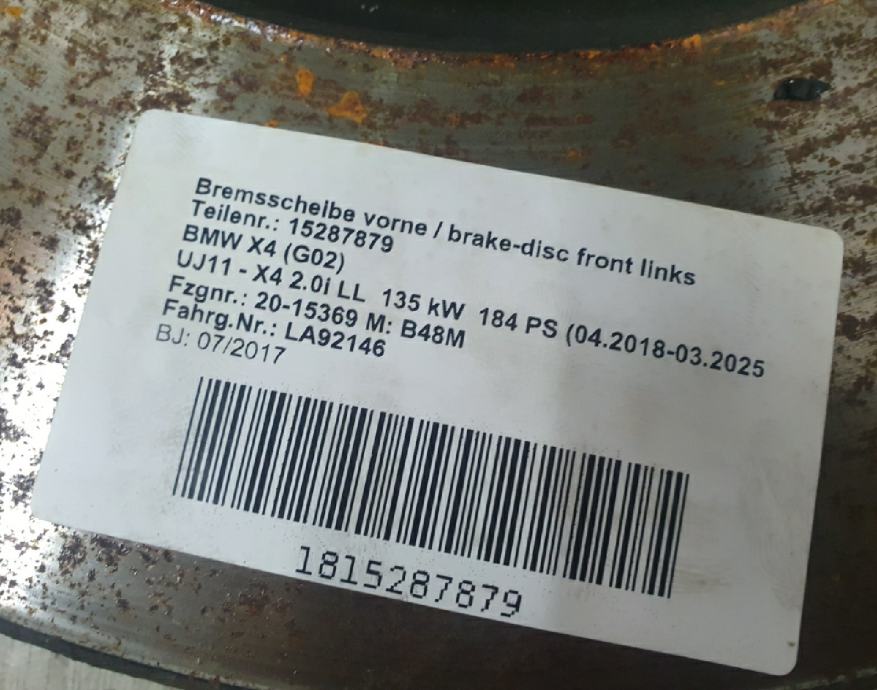 Bremsscheibe vorne / brake-disc front links
Teilenr.: 15287879
BMW X4 (G02)
UJ11 - X4 2.0i LL 135 kW 184 PS (04.2018-03.2025
Fzgnr.: 20-15369 M: B48M
Fahrg.Nr.: LA92146
BJ: 07/2017
1815287879